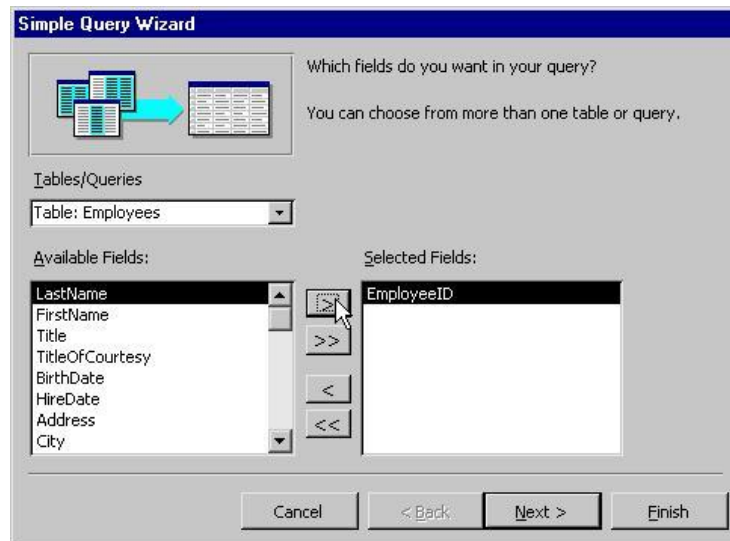 Simple Query Wizard
Which fields do you want in your query?
You can choose from more than one table or query.
Tables/Queries
Table: Employees
Available Fields:
Selected Fields:
LastName
FirstName
Title
TitleOfCourtesy
BirthDate
HireDate
Address
City
>
>>
<
<<
EmployeeID
Cancel
< Back
Next >
Finish